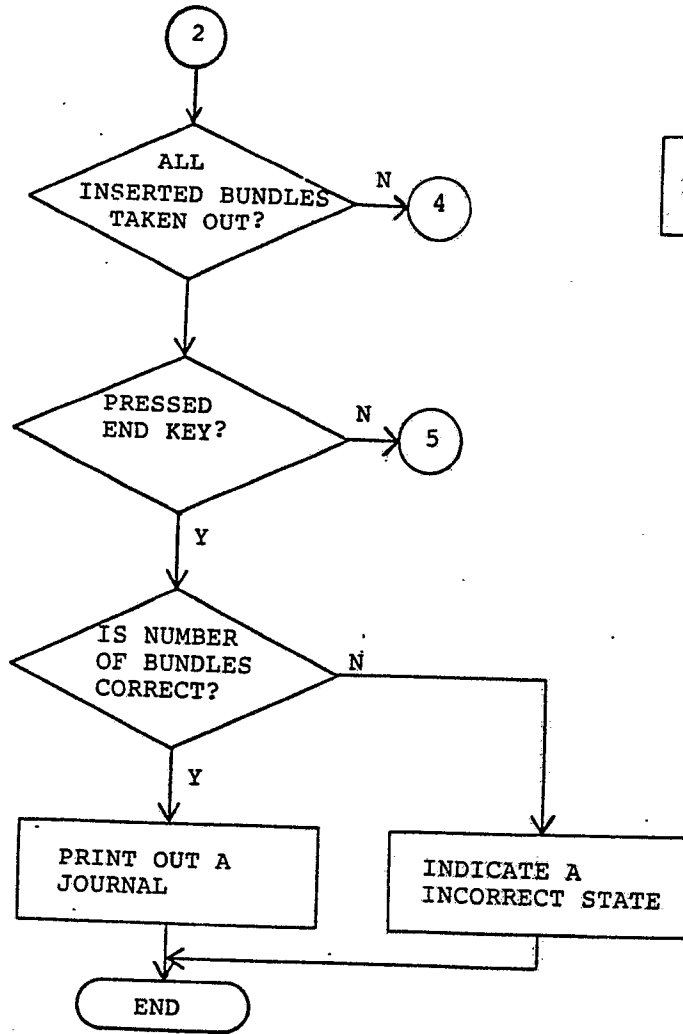 2
ALL
INSERTED BUNDLES
TAKEN OUT?
N
4
PRESSED
END KEY?
N
5
Y
IS NUMBER
OF BUNDLES
CORRECT?
N
Y
PRINT OUT A
JOURNAL
INDICATE A
INCORRECT STATE
END